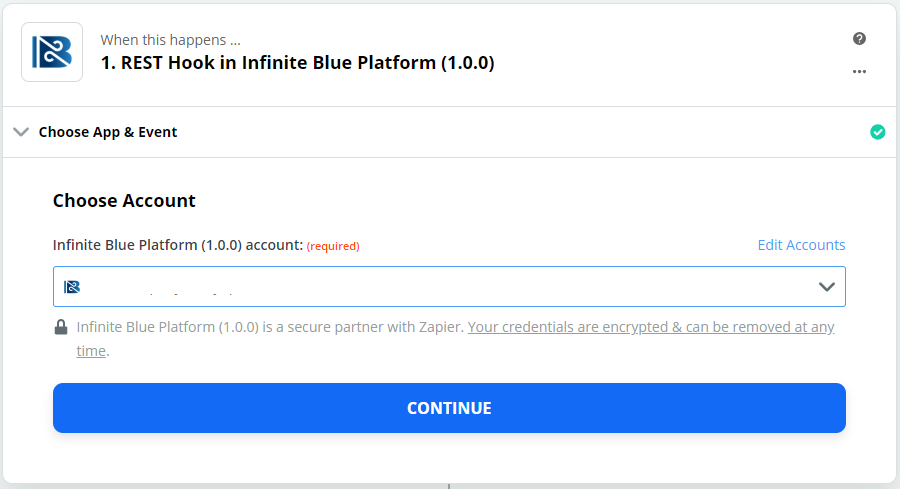 When this happens ...
1. REST Hook in Infinite Blue Platform (1.0.0)
Choose App & Event
Choose Account
Infinite Blue Platform (1.0.0) account: (required)
Edit Accounts
Infinite Blue Platform (1.0.0) is a secure partner with Zapier. Your credentials are encrypted & can be removed at any
time.
CONTINUE